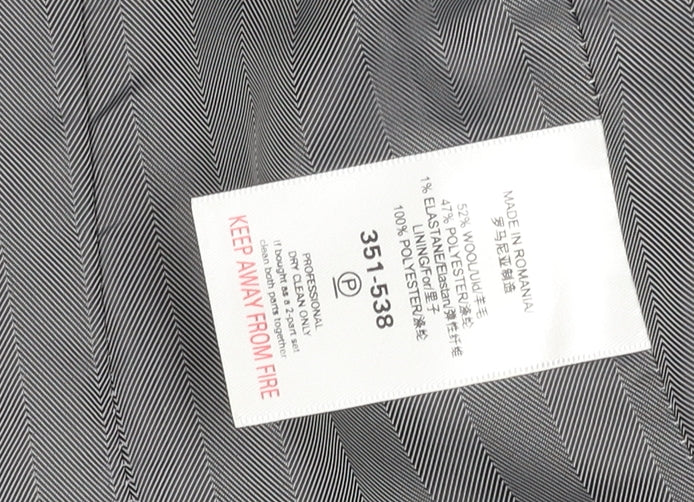 MADE IN ROMANIA/
罗马尼亚制造
52% WOOL/Uld/羊毛
47% POLYESTER/涤纶
1% ELASTANE/Elastan/弹性纤维
LINING/For/里子
100% POLYESTER/涤纶
351-538
P
PROFESSIONAL
DRY CLEAN ONLY
If bought as a 2-part set
clean both parts together.
KEEP AWAY FROM FIRE